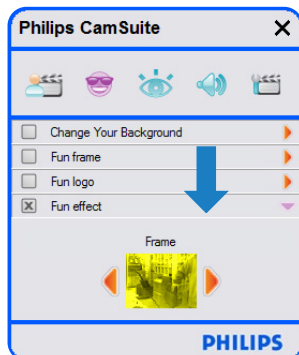 Philips CamSuite
Change Your Background
Fun frame
Fun logo
Fun effect
Frame
PHILIPS